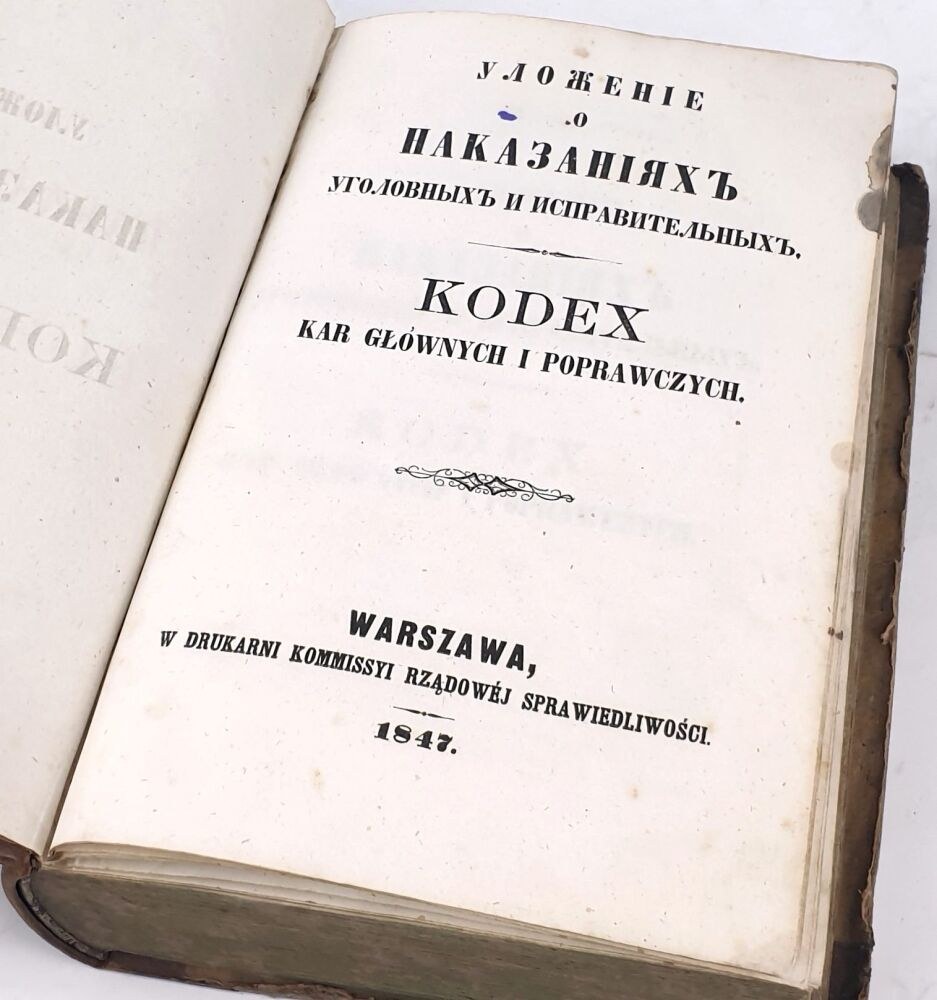 УЛОЖЕНІЕ
О
НАКАЗАНІЯХЪ
УГОЛОВНЫХЪ И ИСПРАВИТЕЛЬНЫХЪ.
KODEX
KAR GŁÓWNYCH I POPRAWCZYCH.
WARSZAWA,
W DRUKARNI KOMMISSYI RZĄDOWÉJ SPRAWIEDLIWOŚCI.
1847.